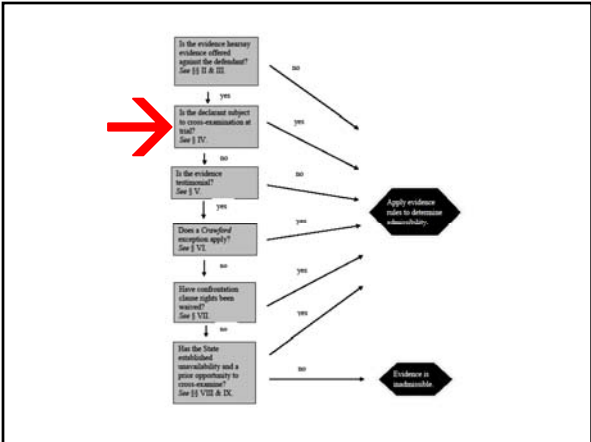 Is the evidence hearsay
evidence offered
against the defendant?
See §§ II & III.
no
yes
Is the declarant subject
to cross-examination at
trial?
See § IV.
yes
no
Is the evidence
testimonial?
See § V.
no
yes
Does a Crawford
exception apply?
See § VI.
yes
no
Have confrontation
clause rights been
waived?
See § VII.
yes
no
Has the State
established
unavailability and a
prior opportunity to
cross-examine?
See §§ VIII & IX.
yes
no
Apply evidence
rules to determine
admissibility.
Evidence is
inadmissible.